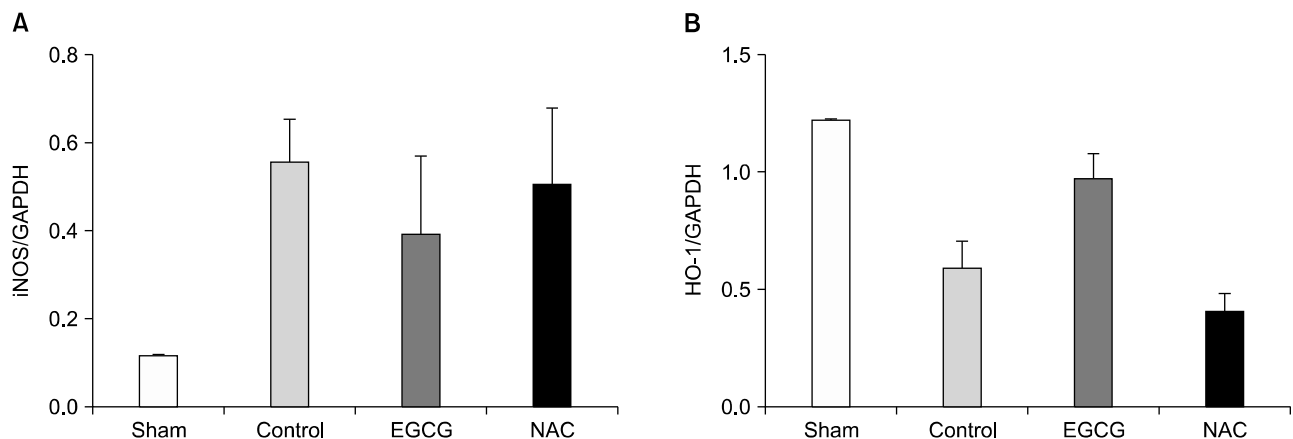 A
iNOS/GAPDH
0.8
0.6
0.4
0.2
0.0
Sham Control EGCG NAC
B
HO-1/GAPDH
1.5
1.0
0.5
0.0
Sham Control EGCG NAC